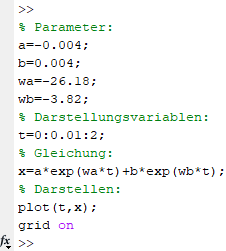 >>
% Parameter:
a=-0.004;
b=0.004;
wa=-26.18;
wb=-3.82;
% Darstellungsvariablen:
t=0:0.01:2;
% Gleichung:
x=a*exp(wa*t)+b*exp(wb*t);
% Darstellen:
plot(t,x);
grid on
fx >>